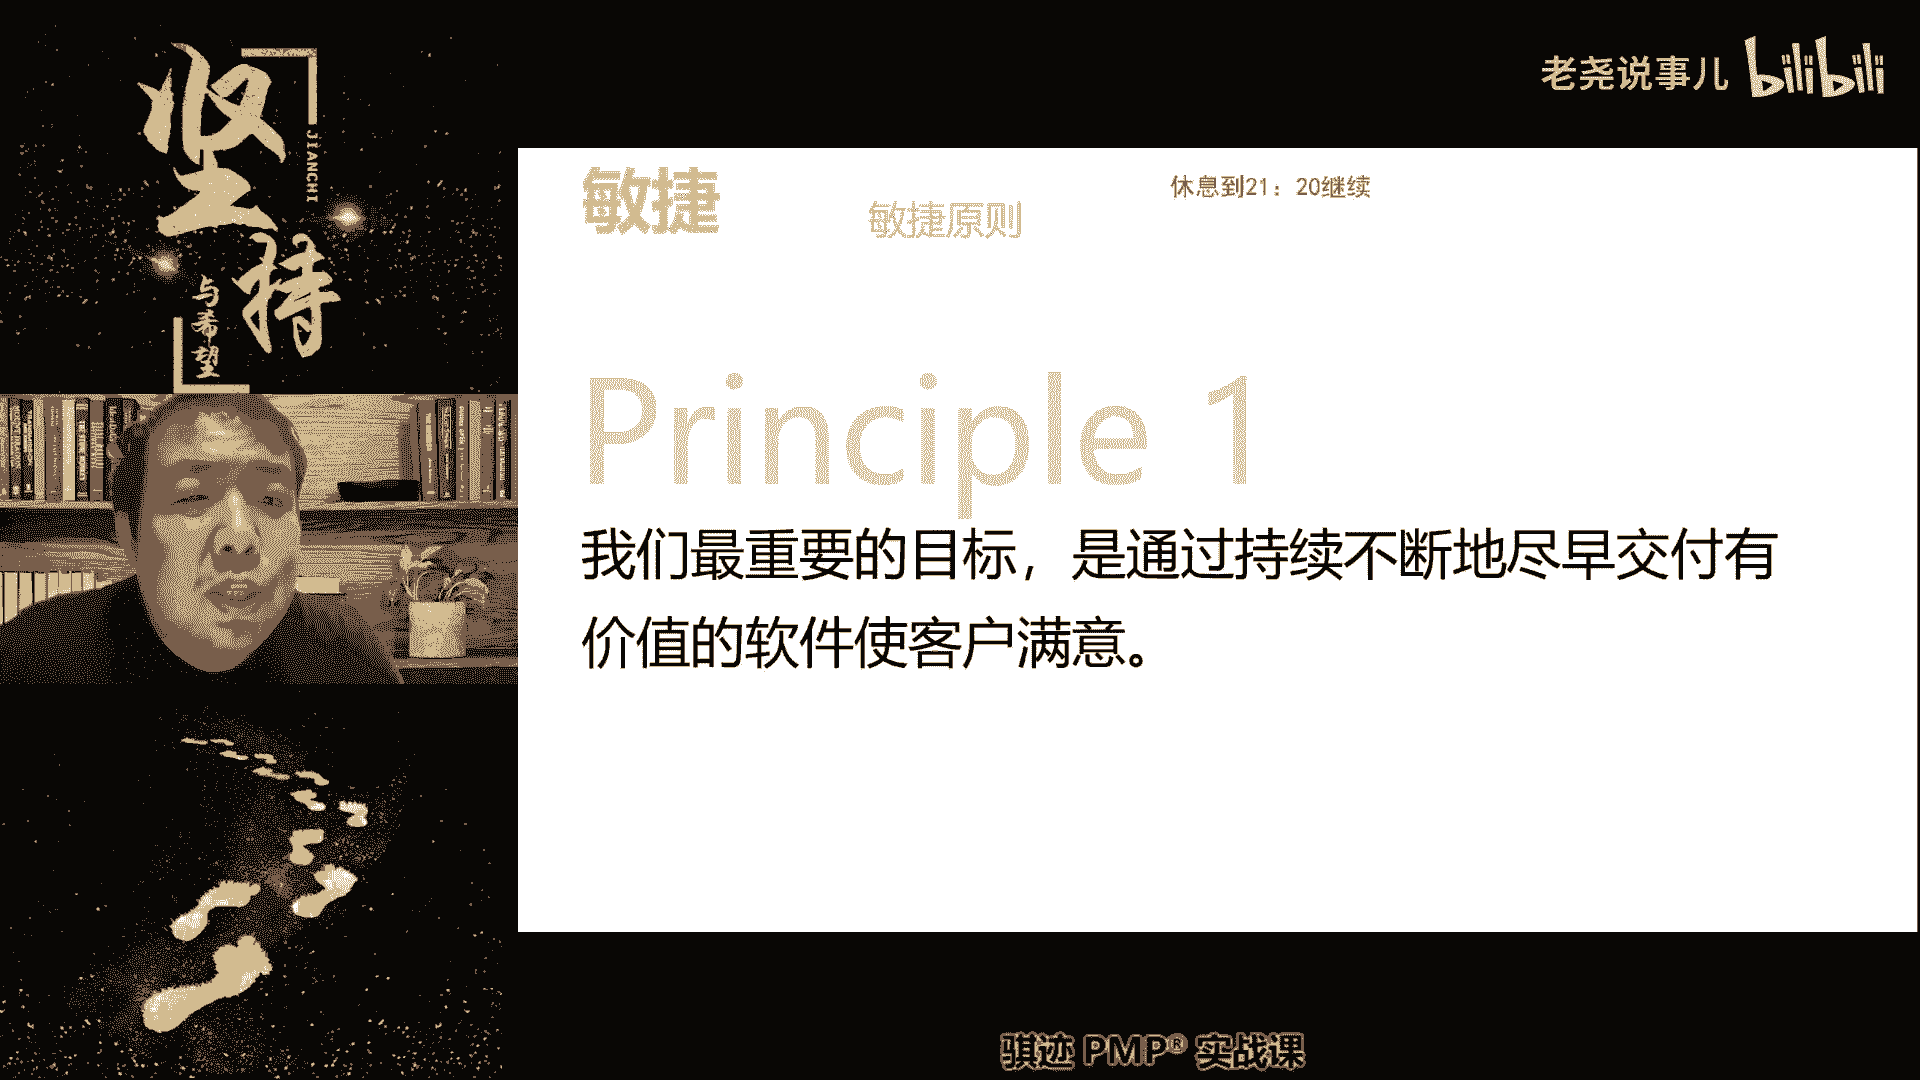 坚持
JIANCHI
与希望
老尧说事儿 bilibili
敏捷
敏捷原则
休息到21：20继续
Principle 1
我们最重要的目标，是通过持续不断地尽早交付有
价值的软件使客户满意。
骐迹 PMP® 实战课